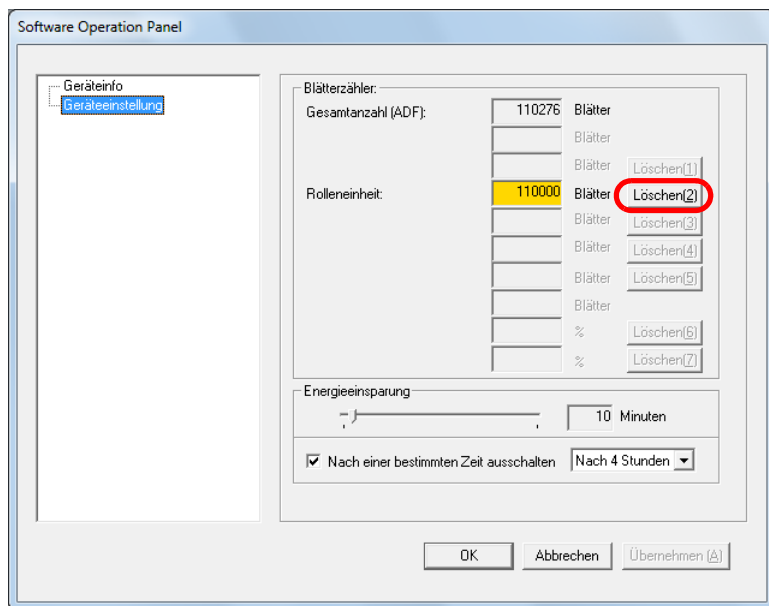 Software Operation Panel
Geräteinfo
Geräteeinstellung
Blätterzähler:
Gesamtanzahl (ADF): 110276 Blätter
Blätter
Blätter Löschen(1)
Rolleneinheit: 110000 Blätter Löschen(2)
Blätter Löschen(3)
Löschen(4)
Blätter Löschen(5)
Blätter
% Löschen(6)
% Löschen(7)
Energieeinsparung
10 Minuten
Nach einer bestimmten Zeit ausschalten Nach 4 Stunden
OK Abbrechen Übernehmen (A)